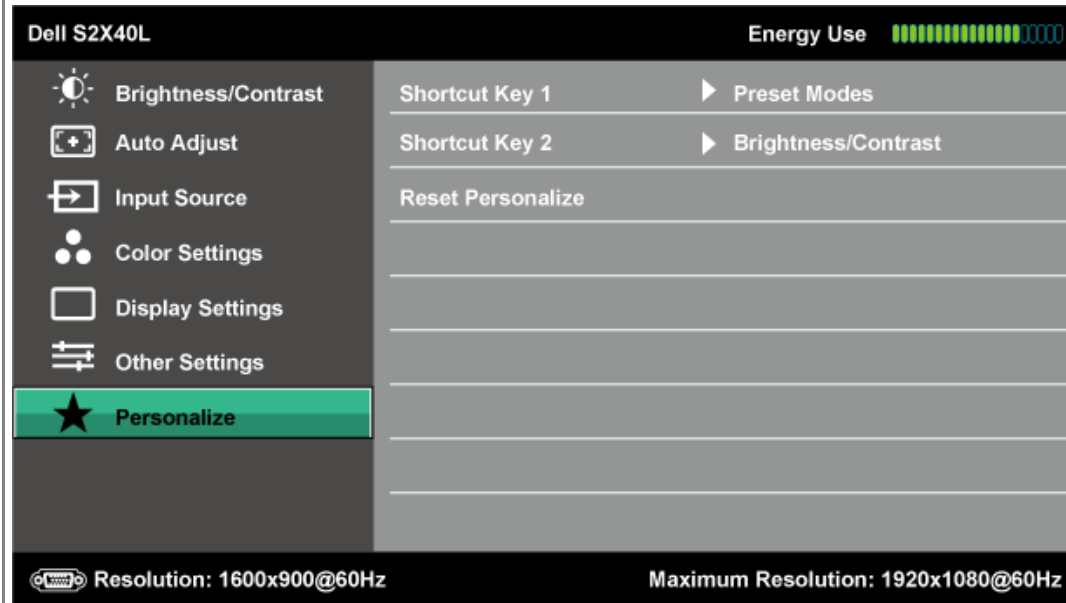 Dell S2X40L Energy Use
Brightness/Contrast Shortcut Key 1 Preset Modes
Auto Adjust Shortcut Key 2 Brightness/Contrast
Input Source Reset Personalize
Color Settings
Display Settings
Other Settings
Personalize
Resolution: 1600x900@60Hz Maximum Resolution: 1920x1080@60Hz